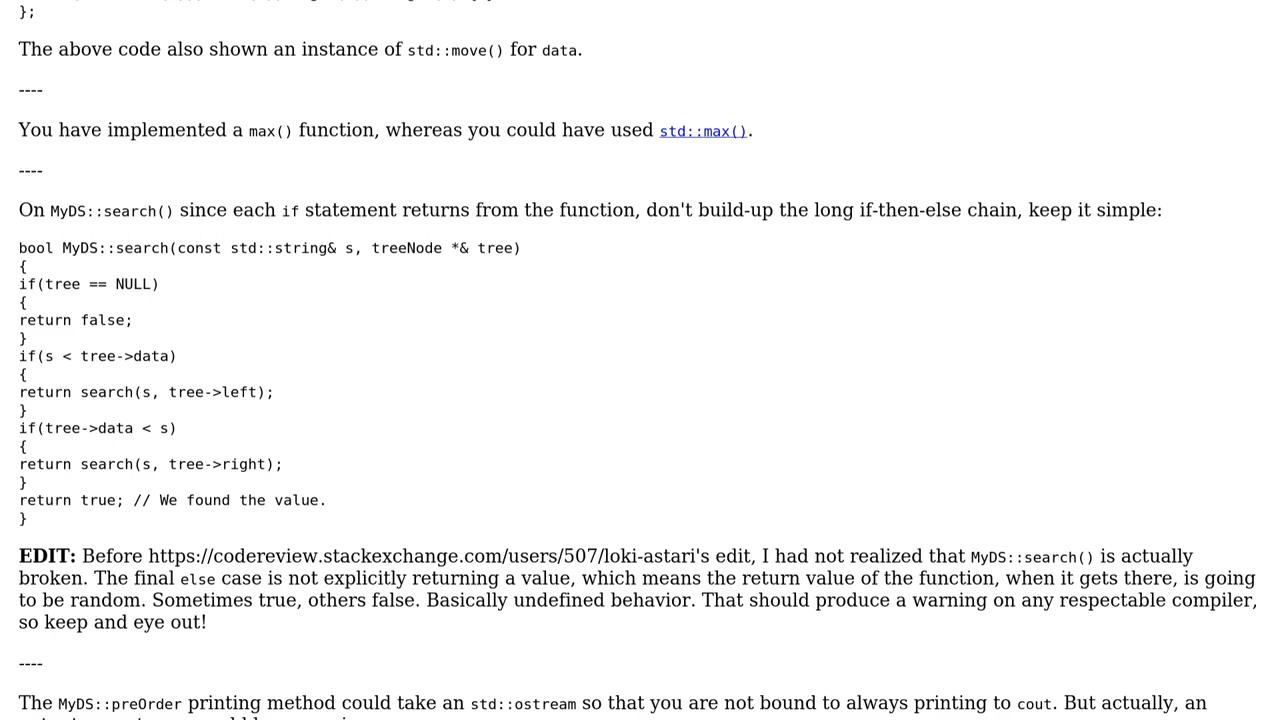 };
The above code also shown an instance of std::move() for data.
----
You have implemented a max() function, whereas you could have used std::max().
----
On MyDS::search() since each if statement returns from the function, don't build-up the long if-then-else chain, keep it simple:
bool MyDS::search(const std::string& s, treeNode *& tree)
{
if(tree == NULL)
{
return false;
}
if(s < tree->data)
{
return search(s, tree->left);
}
if(tree->data < s)
{
return search(s, tree->right);
}
return true; // We found the value.
}
EDIT: Before https://codereview.stackexchange.com/users/507/loki-astari's edit, I had not realized that MyDS::search() is actually
broken. The final else case is not explicitly returning a value, which means the return value of the function, when it gets there, is going
to be random. Sometimes true, others false. Basically undefined behavior. That should produce a warning on any respectable compiler,
so keep and eye out!
----
The MyDS::preOrder printing method could take an std::ostream so that you are not bound to always printing to cout. But actually, an